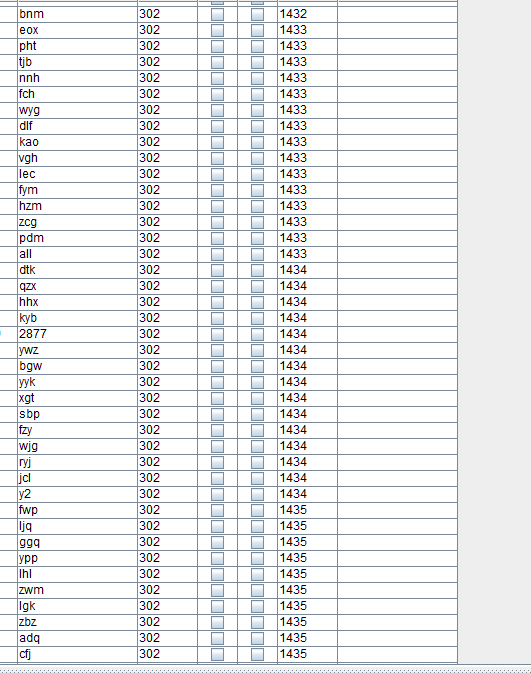 bnm 302 1432
eox 302 1433
pht 302 1433
tjb 302 1433
nnh 302 1433
fch 302 1433
wyg 302 1433
dlf 302 1433
kao 302 1433
vgh 302 1433
lec 302 1433
fym 302 1433
hzm 302 1433
zcg 302 1433
pdm 302 1433
all 302 1433
dtk 302 1434
qzx 302 1434
hhx 302 1434
kyb 302 1434
2877 302 1434
ywz 302 1434
bgw 302 1434
yyk 302 1434
xgt 302 1434
sbp 302 1434
fzy 302 1434
wjg 302 1434
ryj 302 1434
jcl 302 1434
y2 302 1434
fwp 302 1435
ljq 302 1435
ggq 302 1435
ypp 302 1435
lhl 302 1435
zwm 302 1435
lgk 302 1435
zbz 302 1435
adq 302 1435
cfj 302 1435